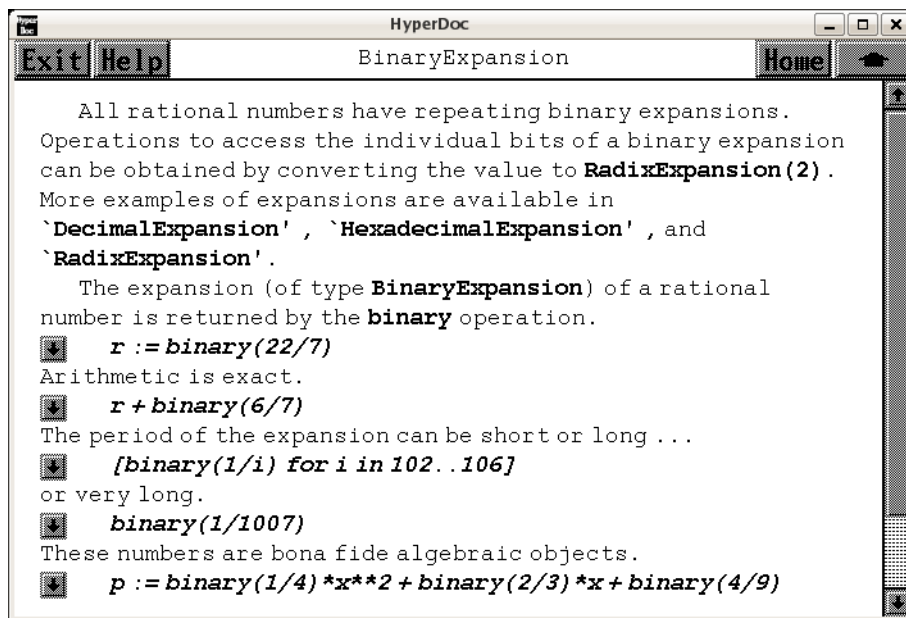 Hyper
Doc
HyperDoc
Exit Help
BinaryExpansion
Home
All rational numbers have repeating binary expansions.
Operations to access the individual bits of a binary expansion
can be obtained by converting the value to RadixExpansion(2).
More examples of expansions are available in
`DecimalExpansion' , `HexadecimalExpansion' , and
`RadixExpansion'.
The expansion (of type BinaryExpansion) of a rational
number is returned by the binary operation.
r := binary(22/7)
Arithmetic is exact.
r + binary(6/7)
The period of the expansion can be short or long ...
[binary(1/i) for i in 102..106]
or very long.
binary(1/1007)
These numbers are bona fide algebraic objects.
p := binary(1/4)*x**2 + binary(2/3)*x + binary(4/9)